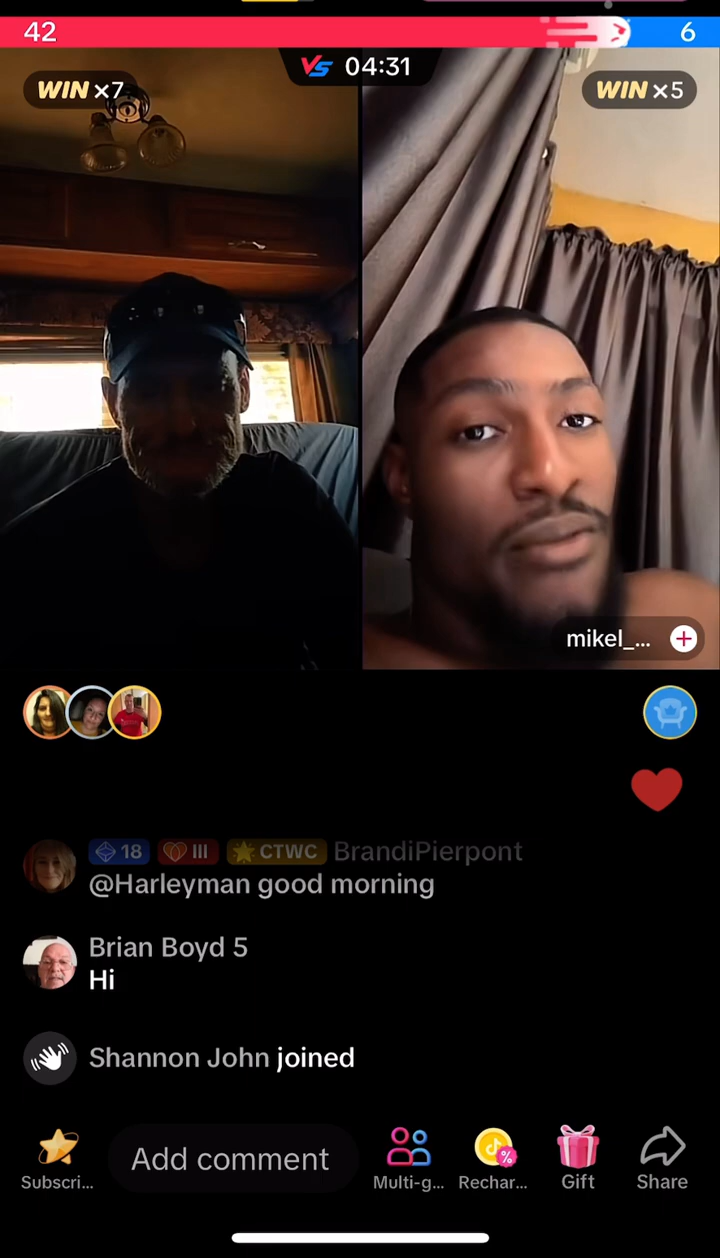 42
6
VS 04:31
WIN ×7
WIN ×5
mikel_...
18 III CTWC BrandiPierpont
@Harleyman good morning
Brian Boyd 5
Hi
Shannon John joined
Add comment
Subscri... Multi-g... Rechar... Gift Share